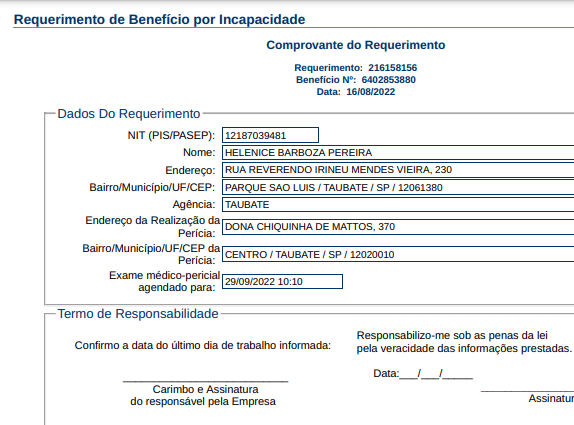 Requerimento de Benefício por Incapacidade
Comprovante do Requerimento
Requerimento: 216158156
Benefício Nº: 6402853880
Data: 16/08/2022
Dados Do Requerimento
NIT (PIS/PASEP): 12187039481
Nome: HELENICE BARBOZA PEREIRA
Endereço: RUA REVERENDO IRINEU MENDES VIEIRA, 230
Bairro/Município/UF/CEP: PARQUE SAO LUIS / TAUBATE / SP / 12061380
Agência: TAUBATE
Endereço da Realização da
Perícia: DONA CHIQUINHA DE MATTOS, 370
Bairro/Município/UF/CEP da
Perícia: CENTRO / TAUBATE / SP / 12020010
Exame médico-pericial
agendado para: 29/09/2022 10:10
Termo de Responsabilidade
Confirmo a data do último dia de trabalho informada:
Carimbo e Assinatura
do responsável pela Empresa
Responsabilizo-me sob as penas da lei
pela veracidade das informações prestadas.
Data:___/___/_____